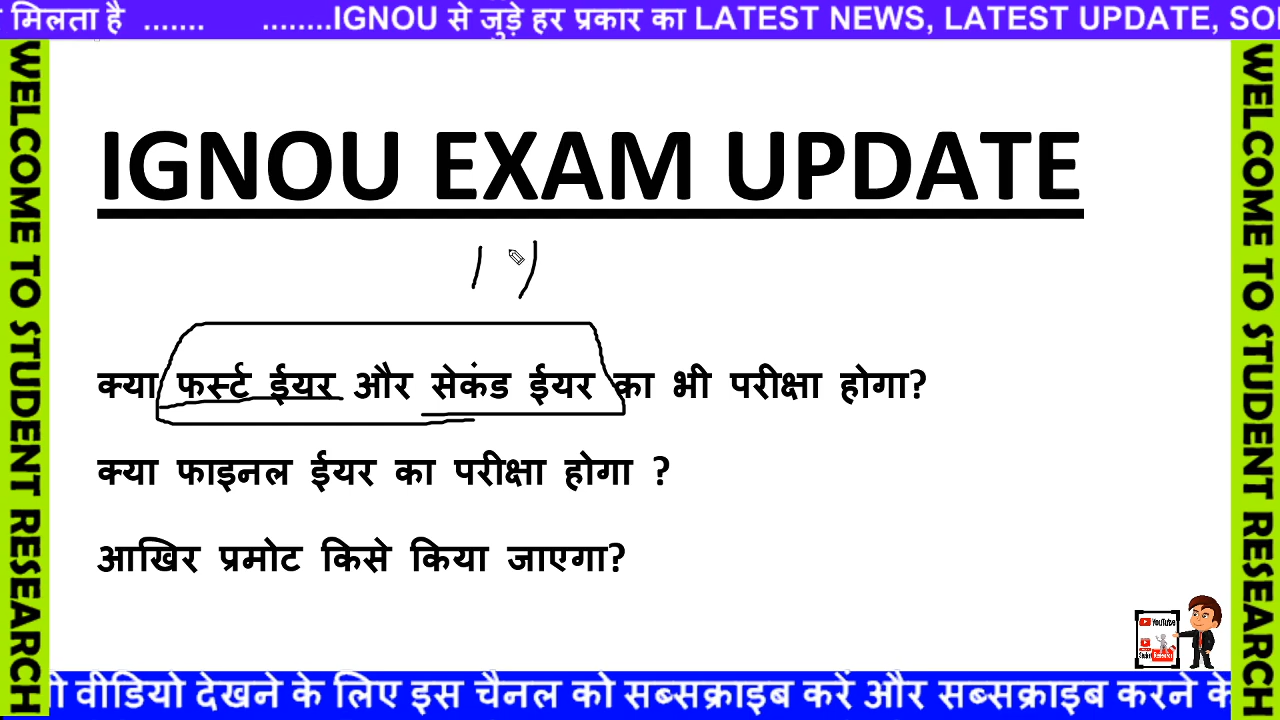 मिलता है ....... ........IGNOU से जुड़े हर प्रकार का LATEST NEWS, LATEST UPDATE,
WELCOME TO STUDENT RESEARCH
IGNOU EXAM UPDATE
क्या फर्स्ट ईयर और सेकंड ईयर का भी परीक्षा होगा?
क्या फाइनल ईयर का परीक्षा होगा ?
आखिर प्रमोट किसे किया जाएगा?
YouTube
WELCOME TO STUDENT RESEARCH
वीडियो देखने के लिए इस चैनल को सब्सक्राइब करें और सब्सक्राइब करने के